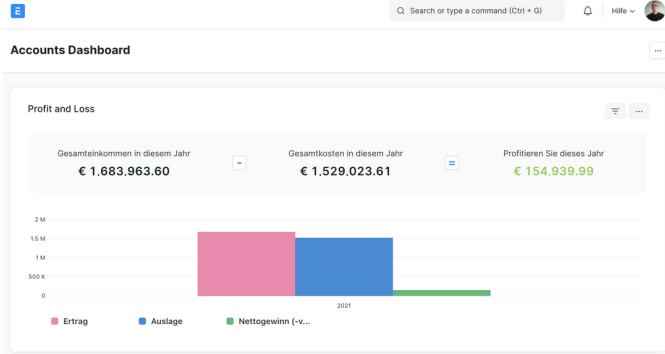 E
Search or type a command (Ctrl + G)
Hilfe
Accounts Dashboard
Profit and Loss
Gesamteinkommen in diesem Jahr
€ 1,683,963.60
-
Gesamtkosten in diesem Jahr
€ 1,529,023.61
=
Profitieren Sie dieses Jahr
€ 154,939.99
2 M
1.5 M
1 M
500 K
0
2021
Ertrag
Auslage
Nettogewinn (-v...